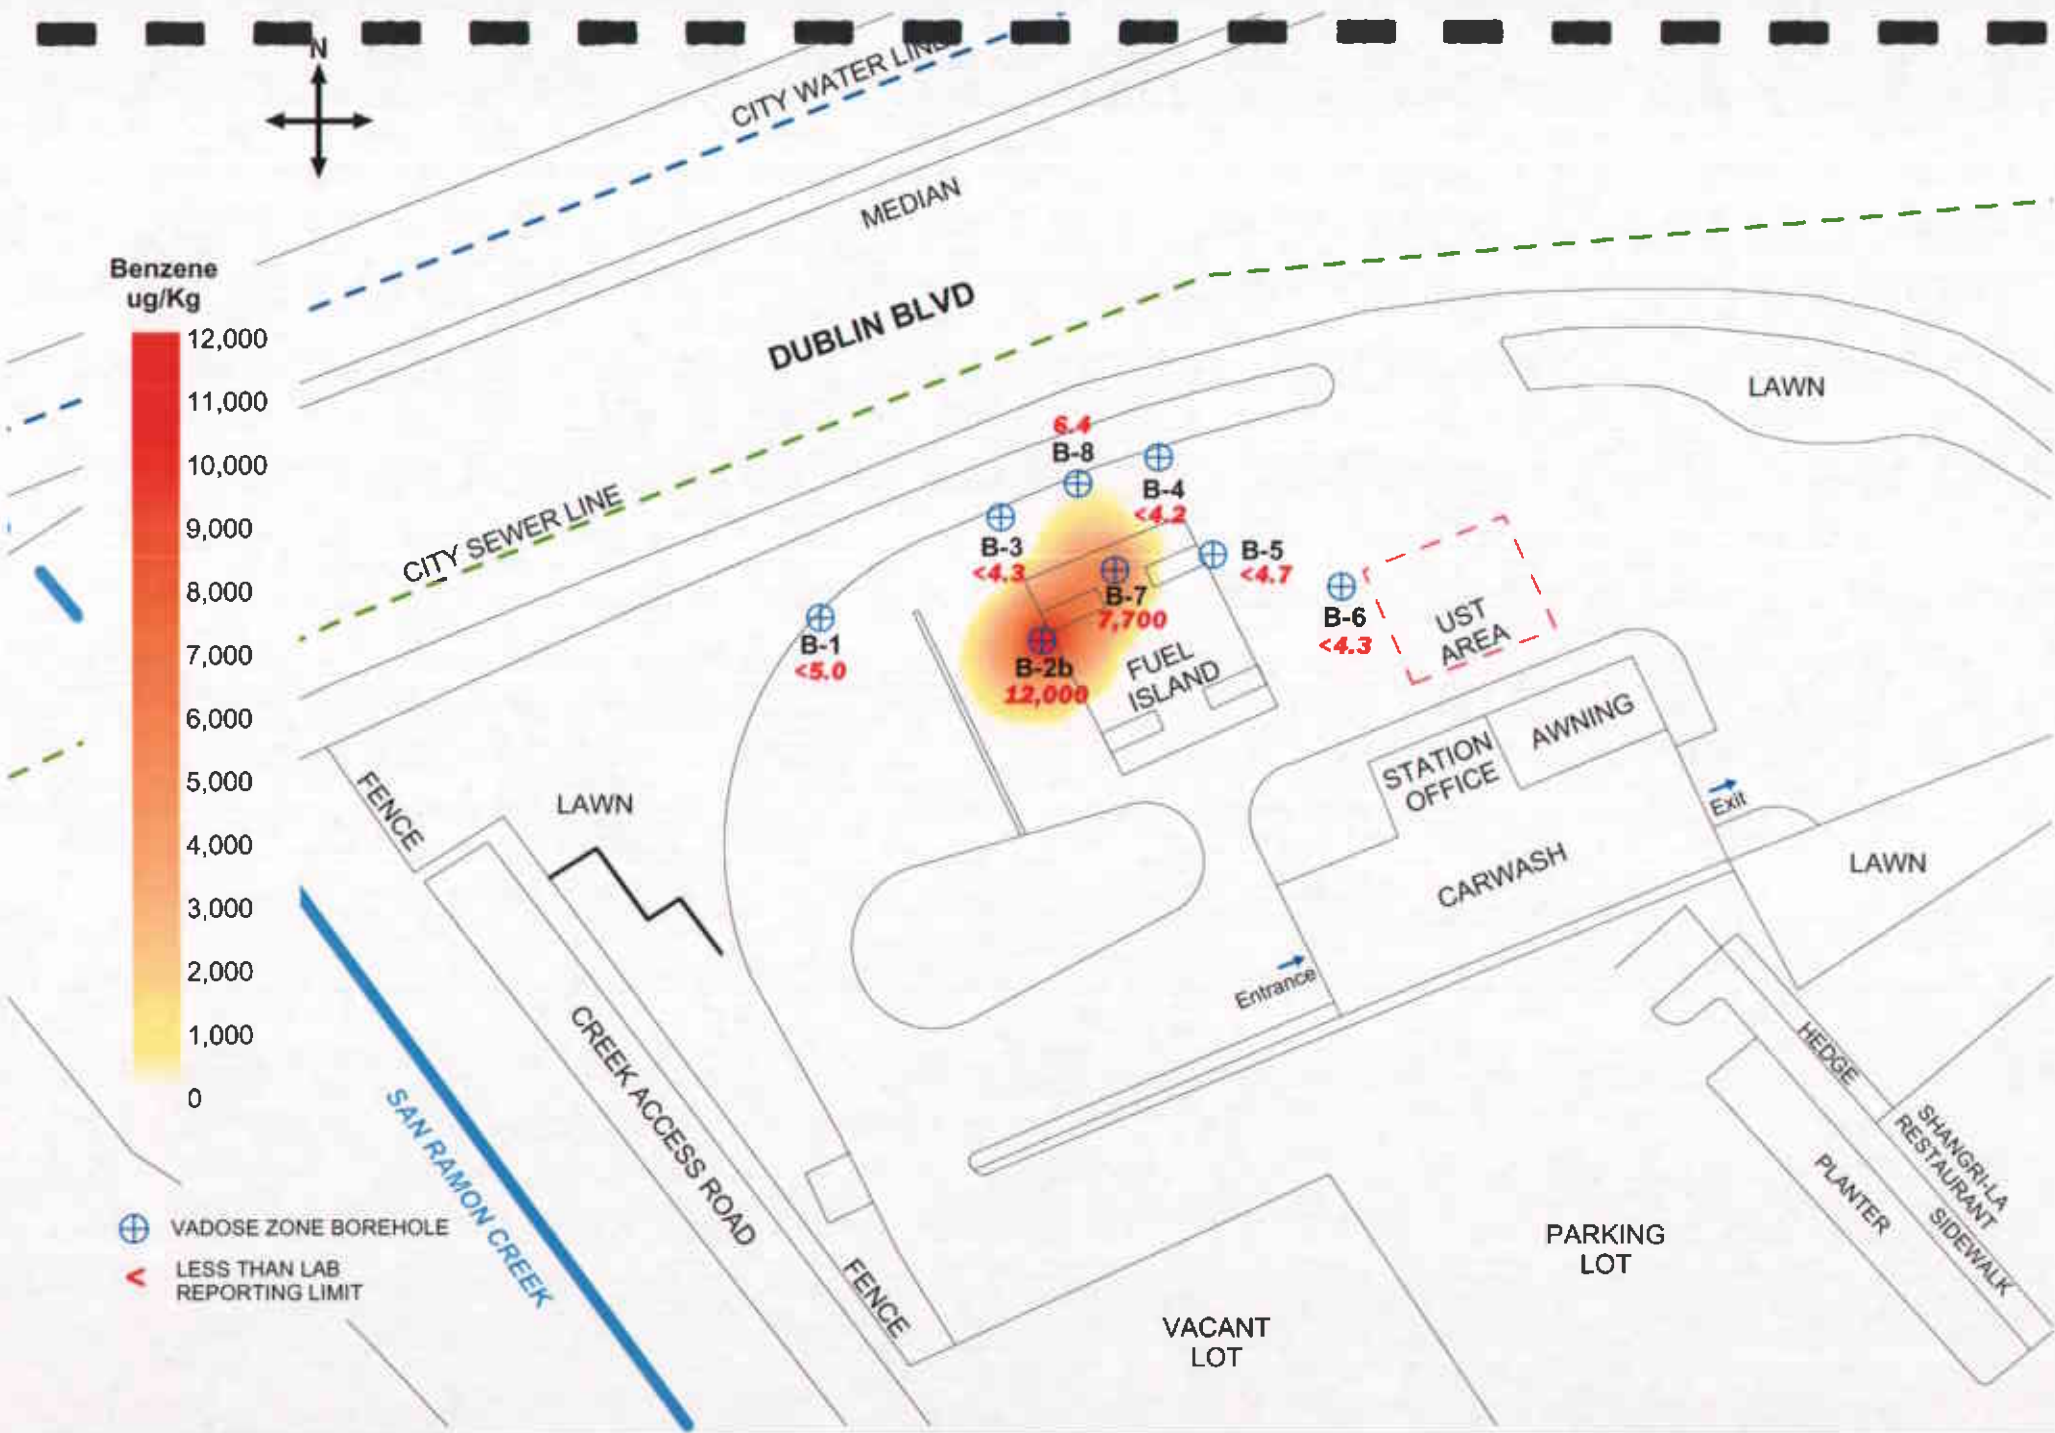 N
CITY WATER LINE
MEDIAN
Benzene
ug/Kg
DUBLIN BLVD
12,000
11,000
10,000
9,000
8,000
7,000
6,000
5,000
4,000
3,000
2,000
1,000
0
LAWN
CITY SEWER LINE
6.4
B-8
B-4
<4.2
B-3
<4.3
B-5
<4.7
B-7
7,700
B-6
<4.3
B-1
<5.0
B-2b
12,000
UST
AREA
FUEL
ISLAND
STATION
OFFICE
AWNING
Exit
FENCE
LAWN
CARWASH
LAWN
Entrance
CREEK ACCESS ROAD
SAN RAMON CREEK
HEDGE
SHANGRI-LA
RESTAURANT
PLANTER
SIDEWALK
VADOSE ZONE BOREHOLE
< LESS THAN LAB
REPORTING LIMIT
FENCE
PARKING
LOT
VACANT
LOT